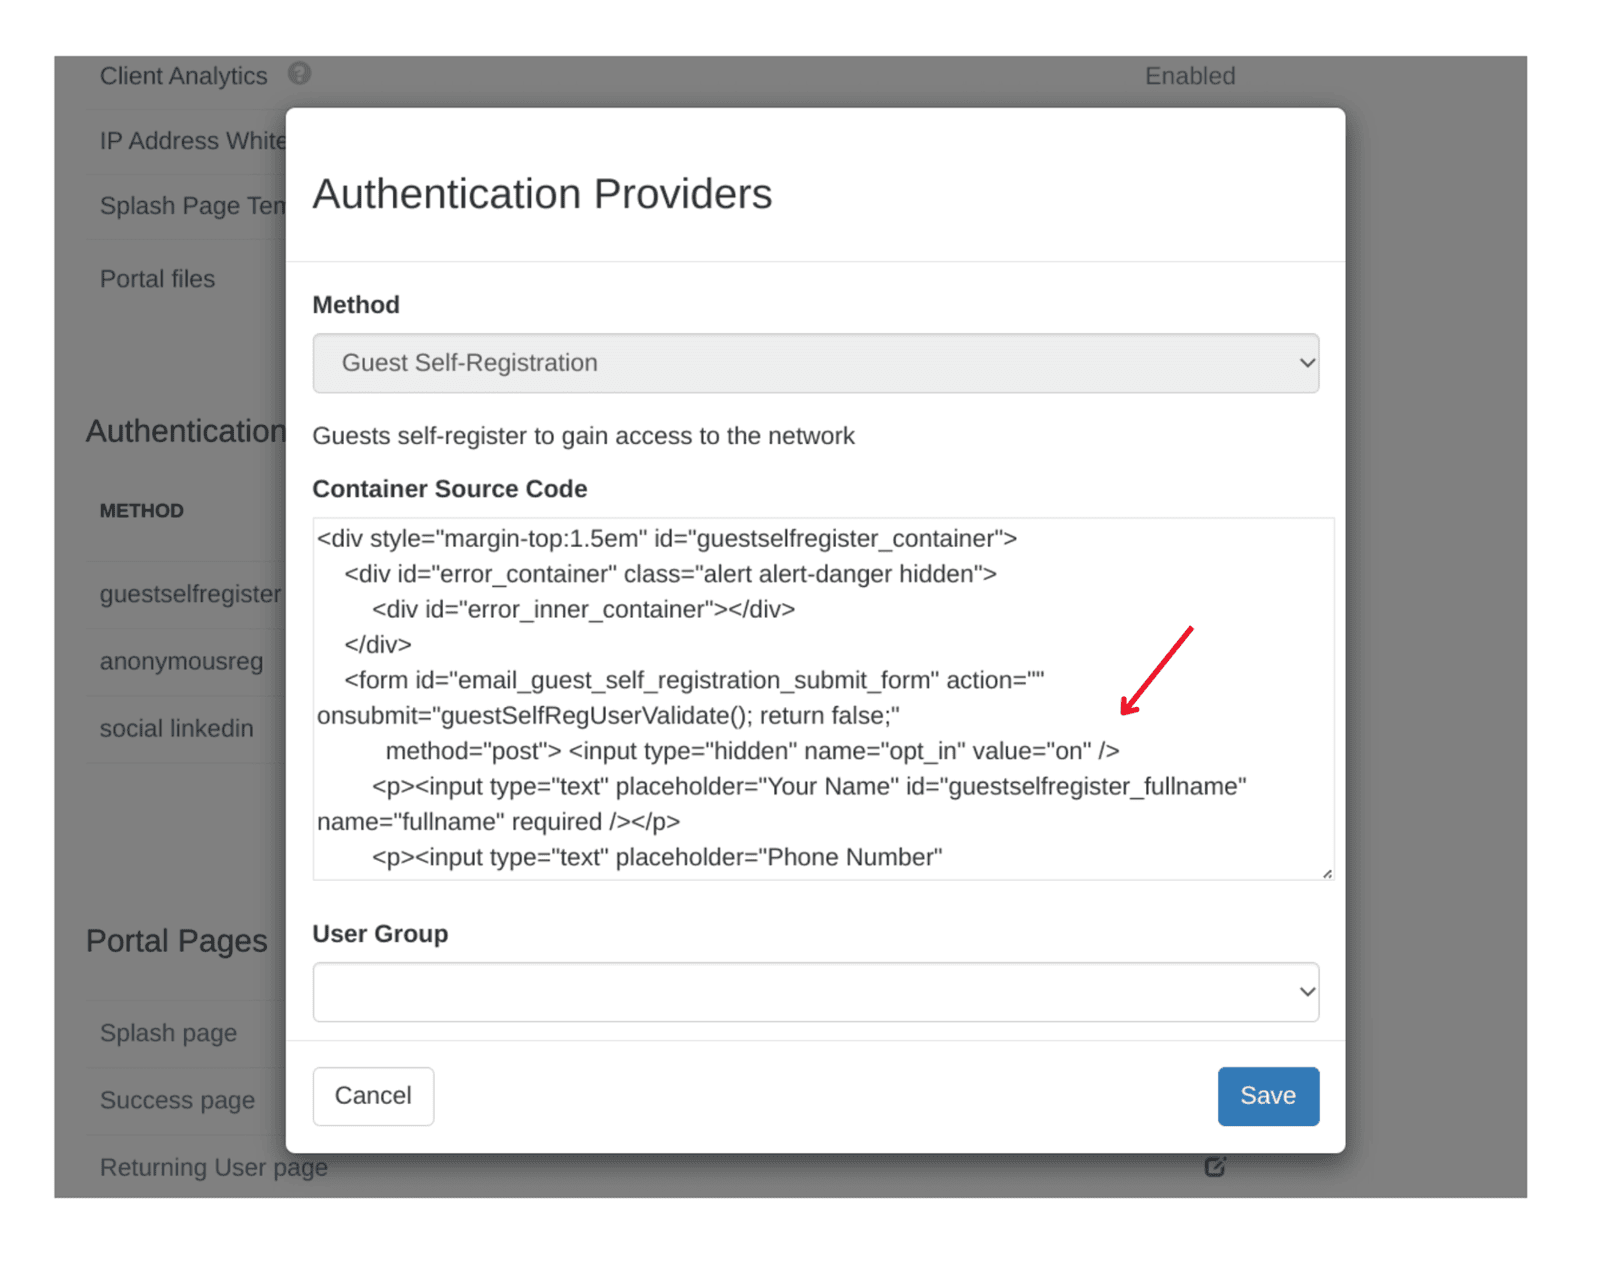 Client Analytics ? Enabled
IP Address White
Splash Page Tem
Portal files
Authentication
METHOD
guestselfregister
anonymousreg
social linkedin
Portal Pages
Splash page
Success page
Returning User page
Authentication Providers
Method
Guest Self-Registration
Guests self-register to gain access to the network
Container Source Code
<div style="margin-top:1.5em" id="guestselfregister_container">
<div id="error_container" class="alert alert-danger hidden">
<div id="error_inner_container"></div>
</div>
<form id="email_guest_self_registration_submit_form" action=""
onsubmit="guestSelfRegUserValidate(); return false;"
method="post"> <input type="hidden" name="opt_in" value="on" />
<p><input type="text" placeholder="Your Name" id="guestselfregister_fullname"
name="fullname" required /></p>
<p><input type="text" placeholder="Phone Number"
User Group
Cancel
Save